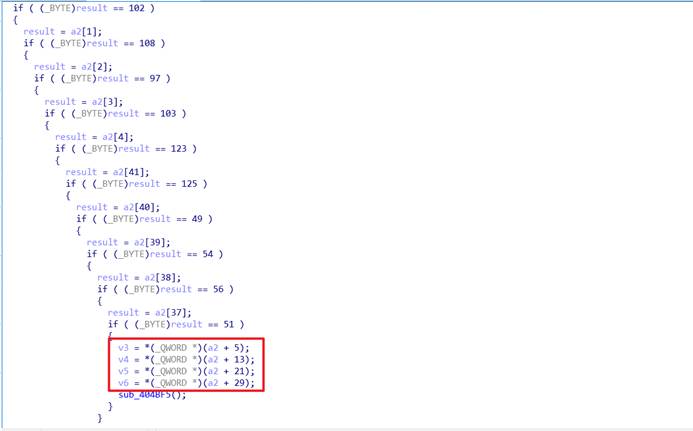 if ( (_BYTE)result == 102 )
{
result = a2[1];
if ( (_BYTE)result == 108 )
{
result = a2[2];
if ( (_BYTE)result == 97 )
{
result = a2[3];
if ( (_BYTE)result == 103 )
{
result = a2[4];
if ( (_BYTE)result == 123 )
{
result = a2[41];
if ( (_BYTE)result == 125 )
{
result = a2[40];
if ( (_BYTE)result == 49 )
{
result = a2[39];
if ( (_BYTE)result == 54 )
{
result = a2[38];
if ( (_BYTE)result == 56 )
{
result = a2[37];
if ( (_BYTE)result == 51 )
{
v3 = *(_QWORD *)(a2 + 5);
v4 = *(_QWORD *)(a2 + 13);
v5 = *(_QWORD *)(a2 + 21);
v6 = *(_QWORD *)(a2 + 29);
sub_404BF5();
}
}